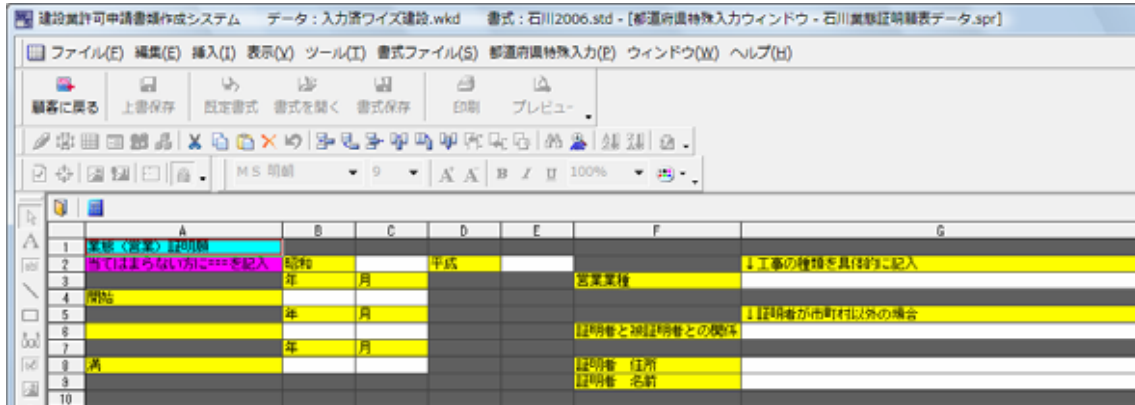 建設業許可申請書類作成システム データ：入力済ワイズ建設.wkd 書式：石川2006.std - [都道府県特殊入力ウィンドウ - 石川業態証明願表データ.spr]
ファイル(F) 編集(E) 挿入(I) 表示(V) ツール(T) 書式ファイル(S) 都道府県特殊入力(P) ウィンドウ(W) ヘルプ(H)
顧客に戻る 上書保存 既定書式 書式を開く 書式保存 印刷 プレビュー
ＭＳ 明朝 9 A A B I U 100%
A B C D E F G
1 業態（営業）証明願
2 当てはまらない方に===を記入 昭和 平成 ↓工事の種類を具体的に記入
3 年 月 営業業種
4 開始
5 年 月 ↓証明者が市町村以外の場合
6 証明者と被証明者との関係
7 年 月
8 満 証明者 住所
9 証明者 名前
10